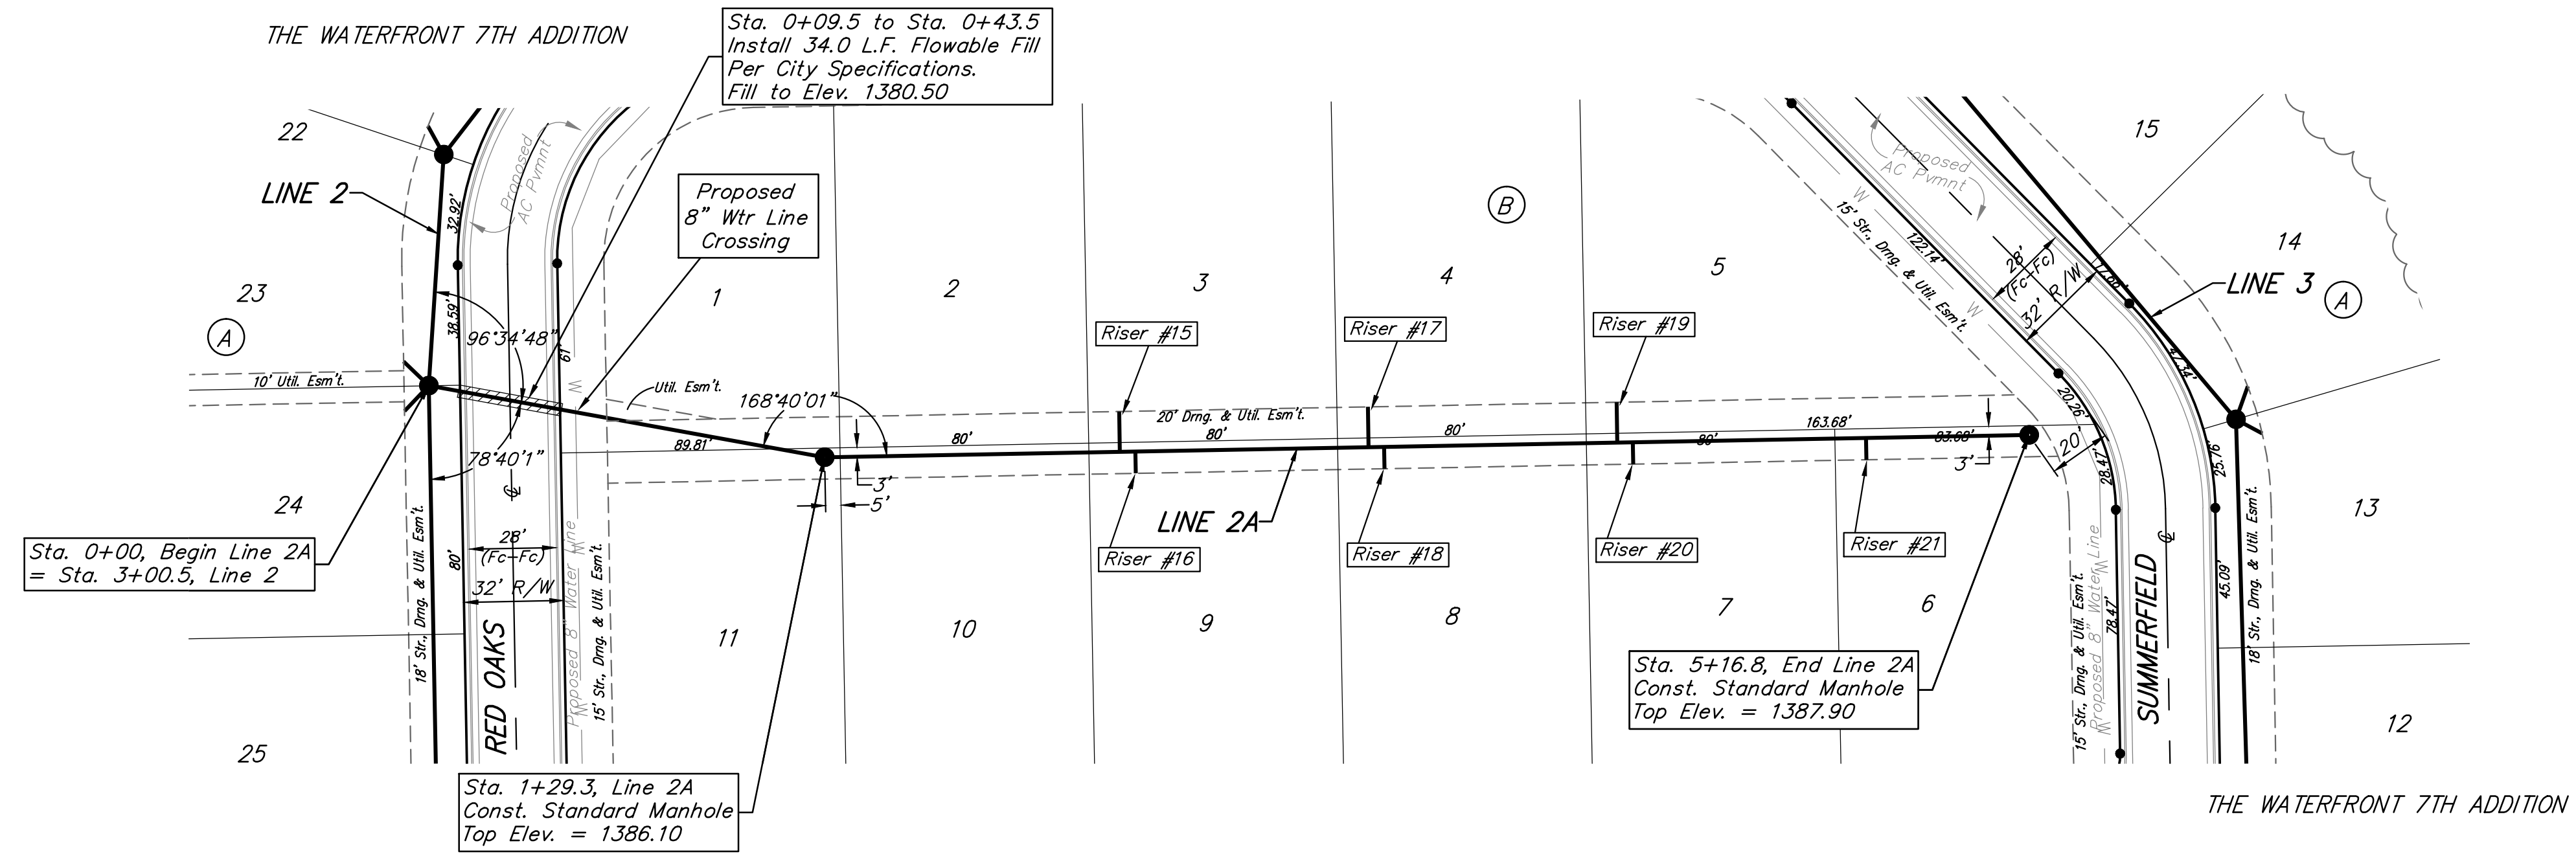 THE WATERFRONT 7TH ADDITION
Sta. 0+09.5 to Sta. 0+43.5
Install 34.0 L.F. Flowable Fill
Per City Specifications.
Fill to Elev. 1380.50
22
LINE 2
32.92'
Proposed
AC Pvmnt
Proposed
8" Wtr Line
Crossing
23
A
38.59'
96°34'48"
61'
10' Util. Esm't.
Util. Esm't.
168°40'01"
78°40'1"
89.81'
24
Sta. 0+00, Begin Line 2A
= Sta. 3+00.5, Line 2
18' Str., Drng. & Util. Esm't.
80'
28'
(Fc-Fc)
32' R/W
RED OAKS
Proposed 8" Water Line
15' Str., Drng. & Util. Esm't.
W
W
W
25
1
2
3
4
5
B
Riser #15
Riser #17
Riser #19
20' Drng. & Util. Esm't.
80'
80'
80'
80'
163.68'
83.68'
3'
5'
3'
20'
LINE 2A
Riser #16
Riser #18
Riser #20
Riser #21
11
10
9
8
7
6
Sta. 1+29.3, Line 2A
Const. Standard Manhole
Top Elev. = 1386.10
Sta. 5+16.8, End Line 2A
Const. Standard Manhole
Top Elev. = 1387.90
Proposed
AC Pvmnt
W
W
15' Str., Drng. & Util. Esm't.
122.14'
28'
(Fc-Fc)
32' R/W
15
14
LINE 3
A
47.34'
20.26'
28.47'
25.76'
13
45.09'
18' Str., Drng. & Util. Esm't.
SUMMERFIELD
78.47'
Proposed 8" Water Line
15' Str., Drng. & Util. Esm't.
W
W
12
THE WATERFRONT 7TH ADDITION